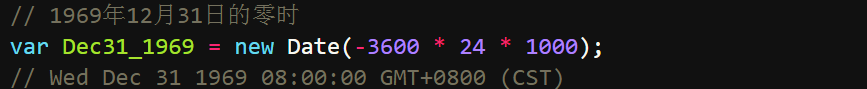 // 1969年12月31日的零时
var Dec31_1969 = new Date(-3600 * 24 * 1000);
// Wed Dec 31 1969 08:00:00 GMT+0800 (CST)